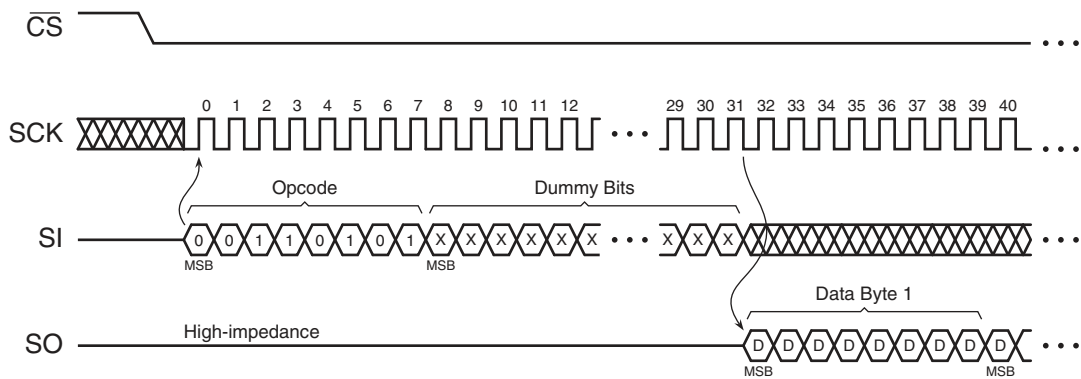 CS
SCK
0 1 2 3 4 5 6 7 8 9 10 11 12 29 30 31 32 33 34 35 36 37 38 39 40
Opcode
Dummy Bits
SI
0 0 1 1 0 1 0 1 X X X X X X X X X
MSB
MSB
Data Byte 1
High-impedance
SO
D D D D D D D D D
MSB
MSB